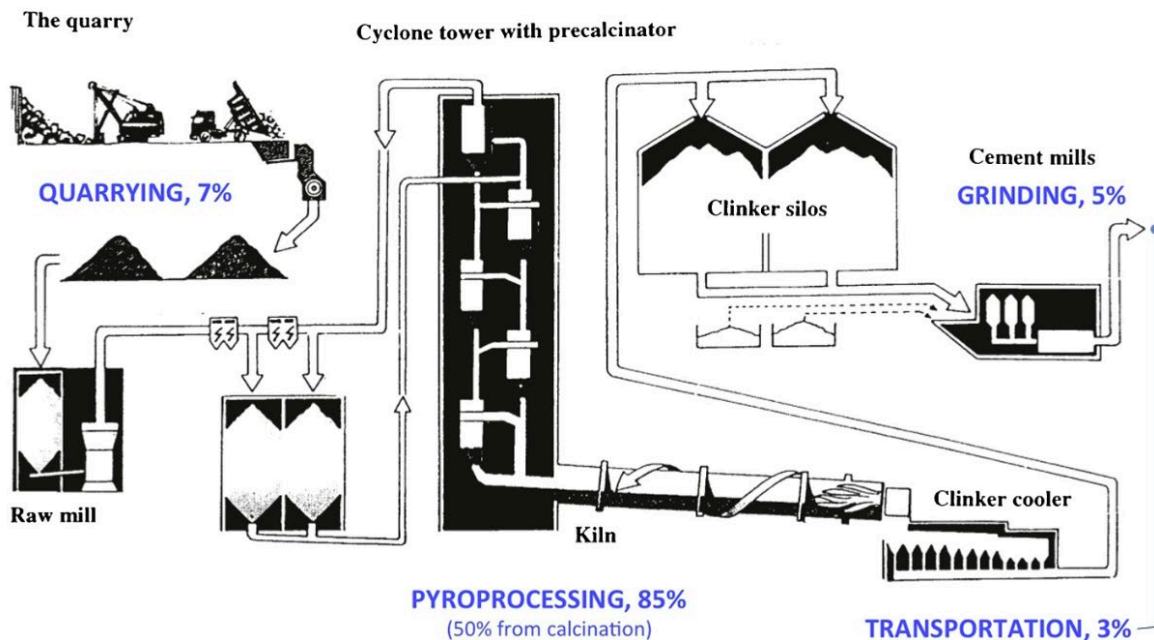 The quarry
Cyclone tower with precalcinator
QUARRYING, 7%
Clinker silos
Cement mills
GRINDING, 5%
Raw mill
Kiln
Clinker cooler
PYROPROCESSING, 85%
(50% from calcination)
TRANSPORTATION, 3%